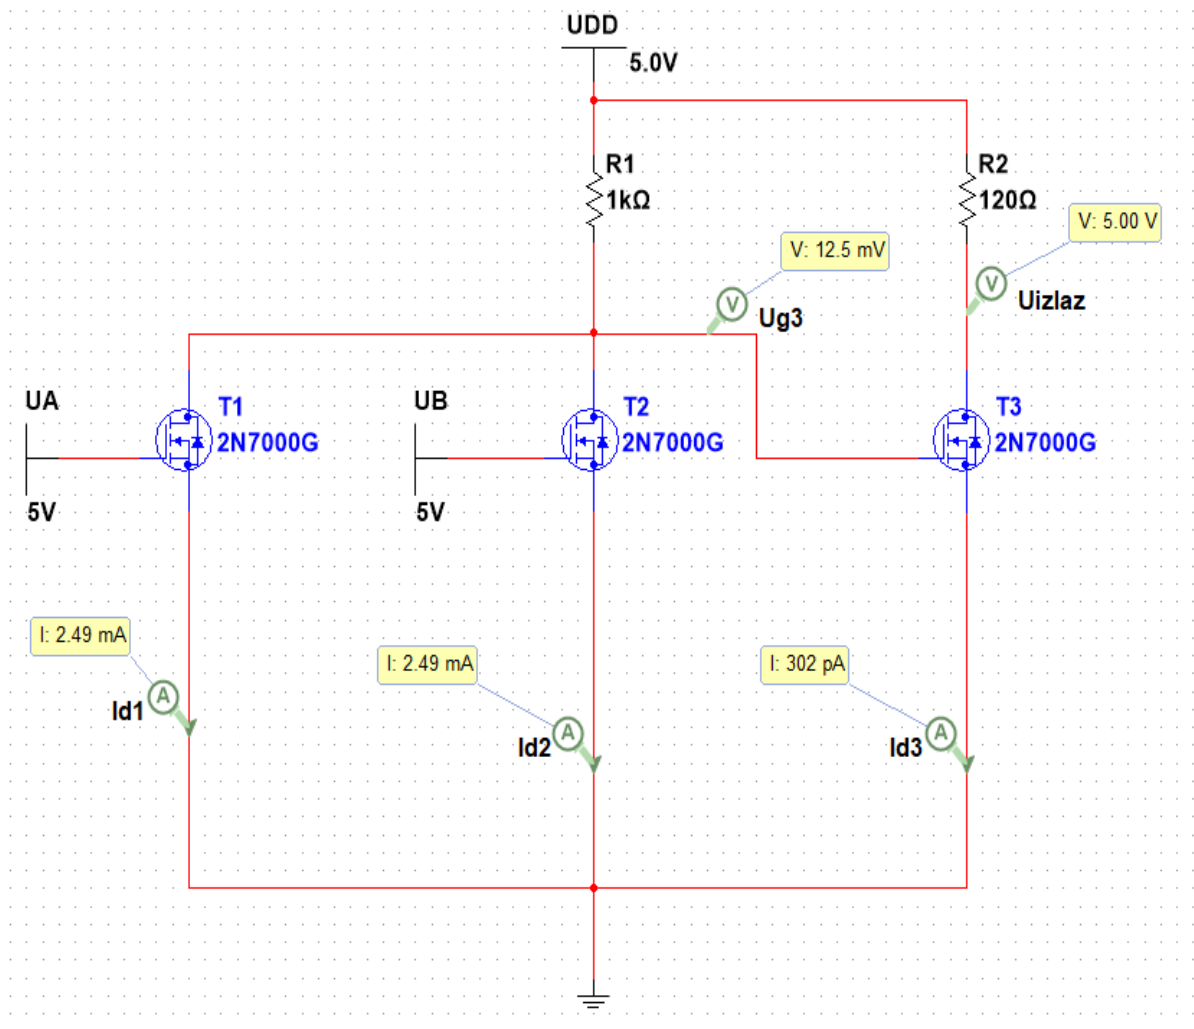 UDD
5.0V
R1
1kΩ
R2
120Ω
V: 5.00 V
V: 12.5 mV
Uizlaz
Ug3
UA
T1
2N7000G
5V
UB
T2
2N7000G
5V
T3
2N7000G
I: 2.49 mA
A
Id1
I: 2.49 mA
A
Id2
I: 302 pA
A
Id3
V
V